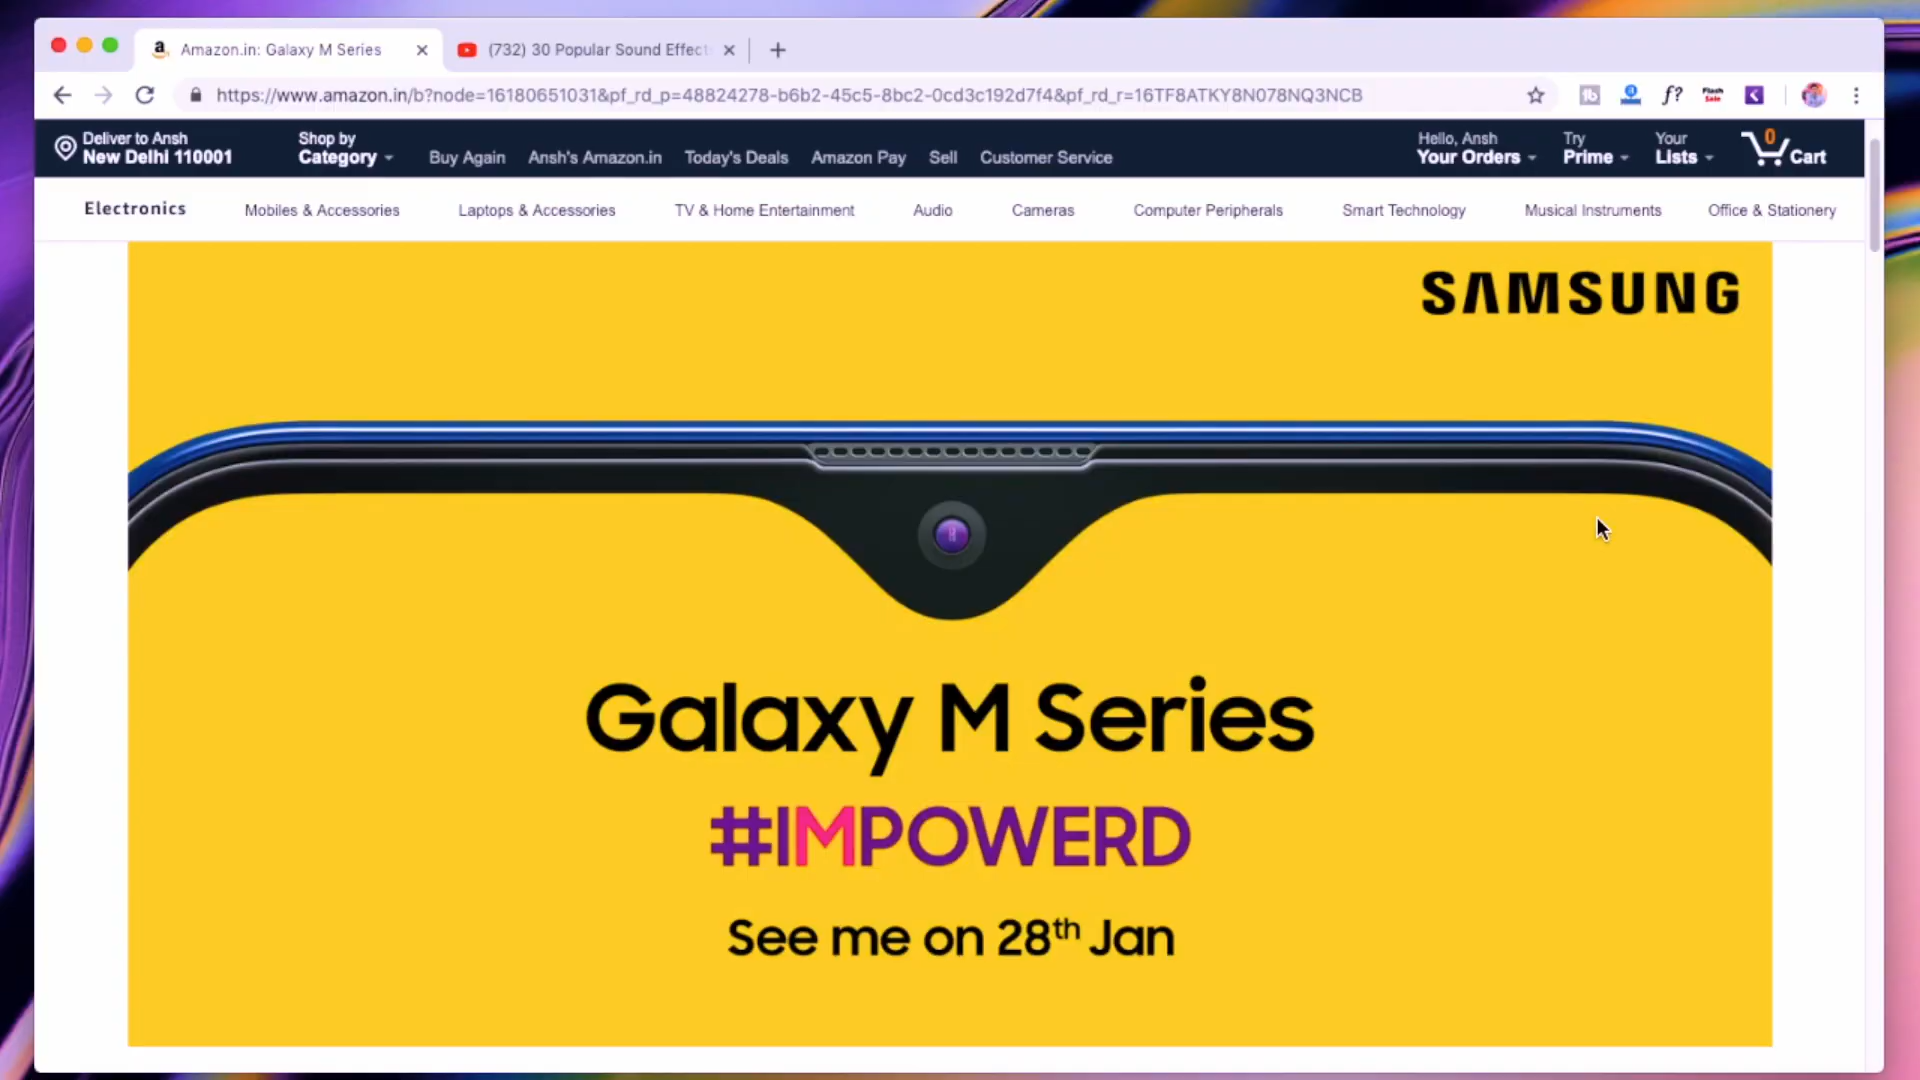 Amazon.in: Galaxy M Series
(732) 30 Popular Sound Effect
https://www.amazon.in/b?node=16180651031&pf_rd_p=48824278-b6b2-45c5-8bc2-0cd3c192d7f4&pf_rd_r=16TF8ATKY8N078NQ3NCB
f?
Flash
Sale
Deliver to Ansh
New Delhi 110001
Shop by
Category
Buy Again
Ansh's Amazon.in
Today's Deals
Amazon Pay
Sell
Customer Service
Hello, Ansh
Your Orders
Try
Prime
Your
Lists
0
Cart
Electronics
Mobiles & Accessories
Laptops & Accessories
TV & Home Entertainment
Audio
Cameras
Computer Peripherals
Smart Technology
Musical Instruments
Office & Stationery
SAMSUNG
Galaxy M Series
#IMPOWERD
See me on 28th Jan